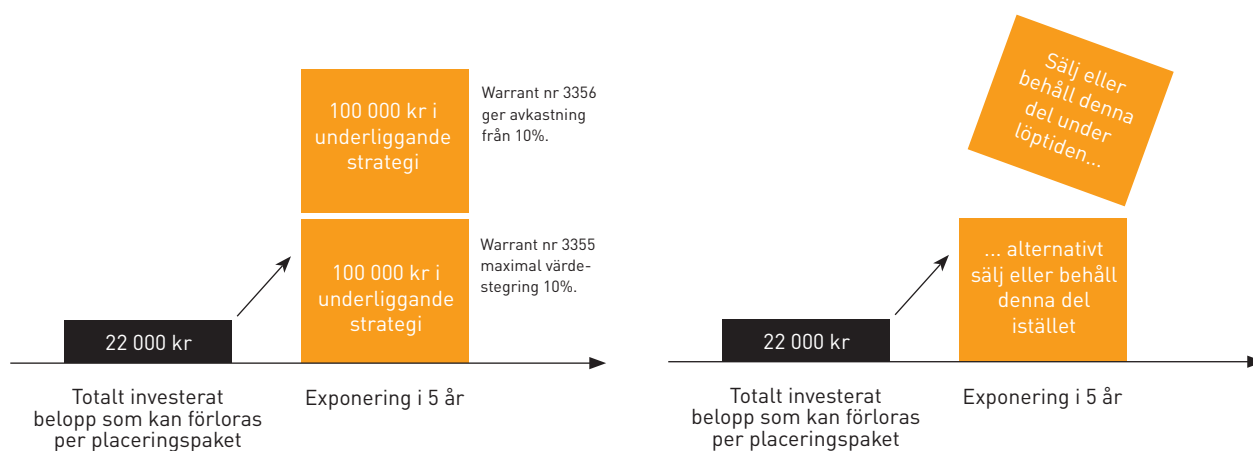 100 000 kr i
underliggande
strategi
Warrant nr 3356
ger avkastning
från 10%.
100 000 kr i
underliggande
strategi
Warrant nr 3355
maximal värde-
stegring 10%.
22 000 kr
Totalt investerat
belopp som kan förloras
per placeringspaket
Exponering i 5 år
Sälj eller
behåll denna
del under
löptiden...
... alternativt
sälj eller behåll
denna del
istället
22 000 kr
Totalt investerat
belopp som kan förloras
per placeringspaket
Exponering i 5 år